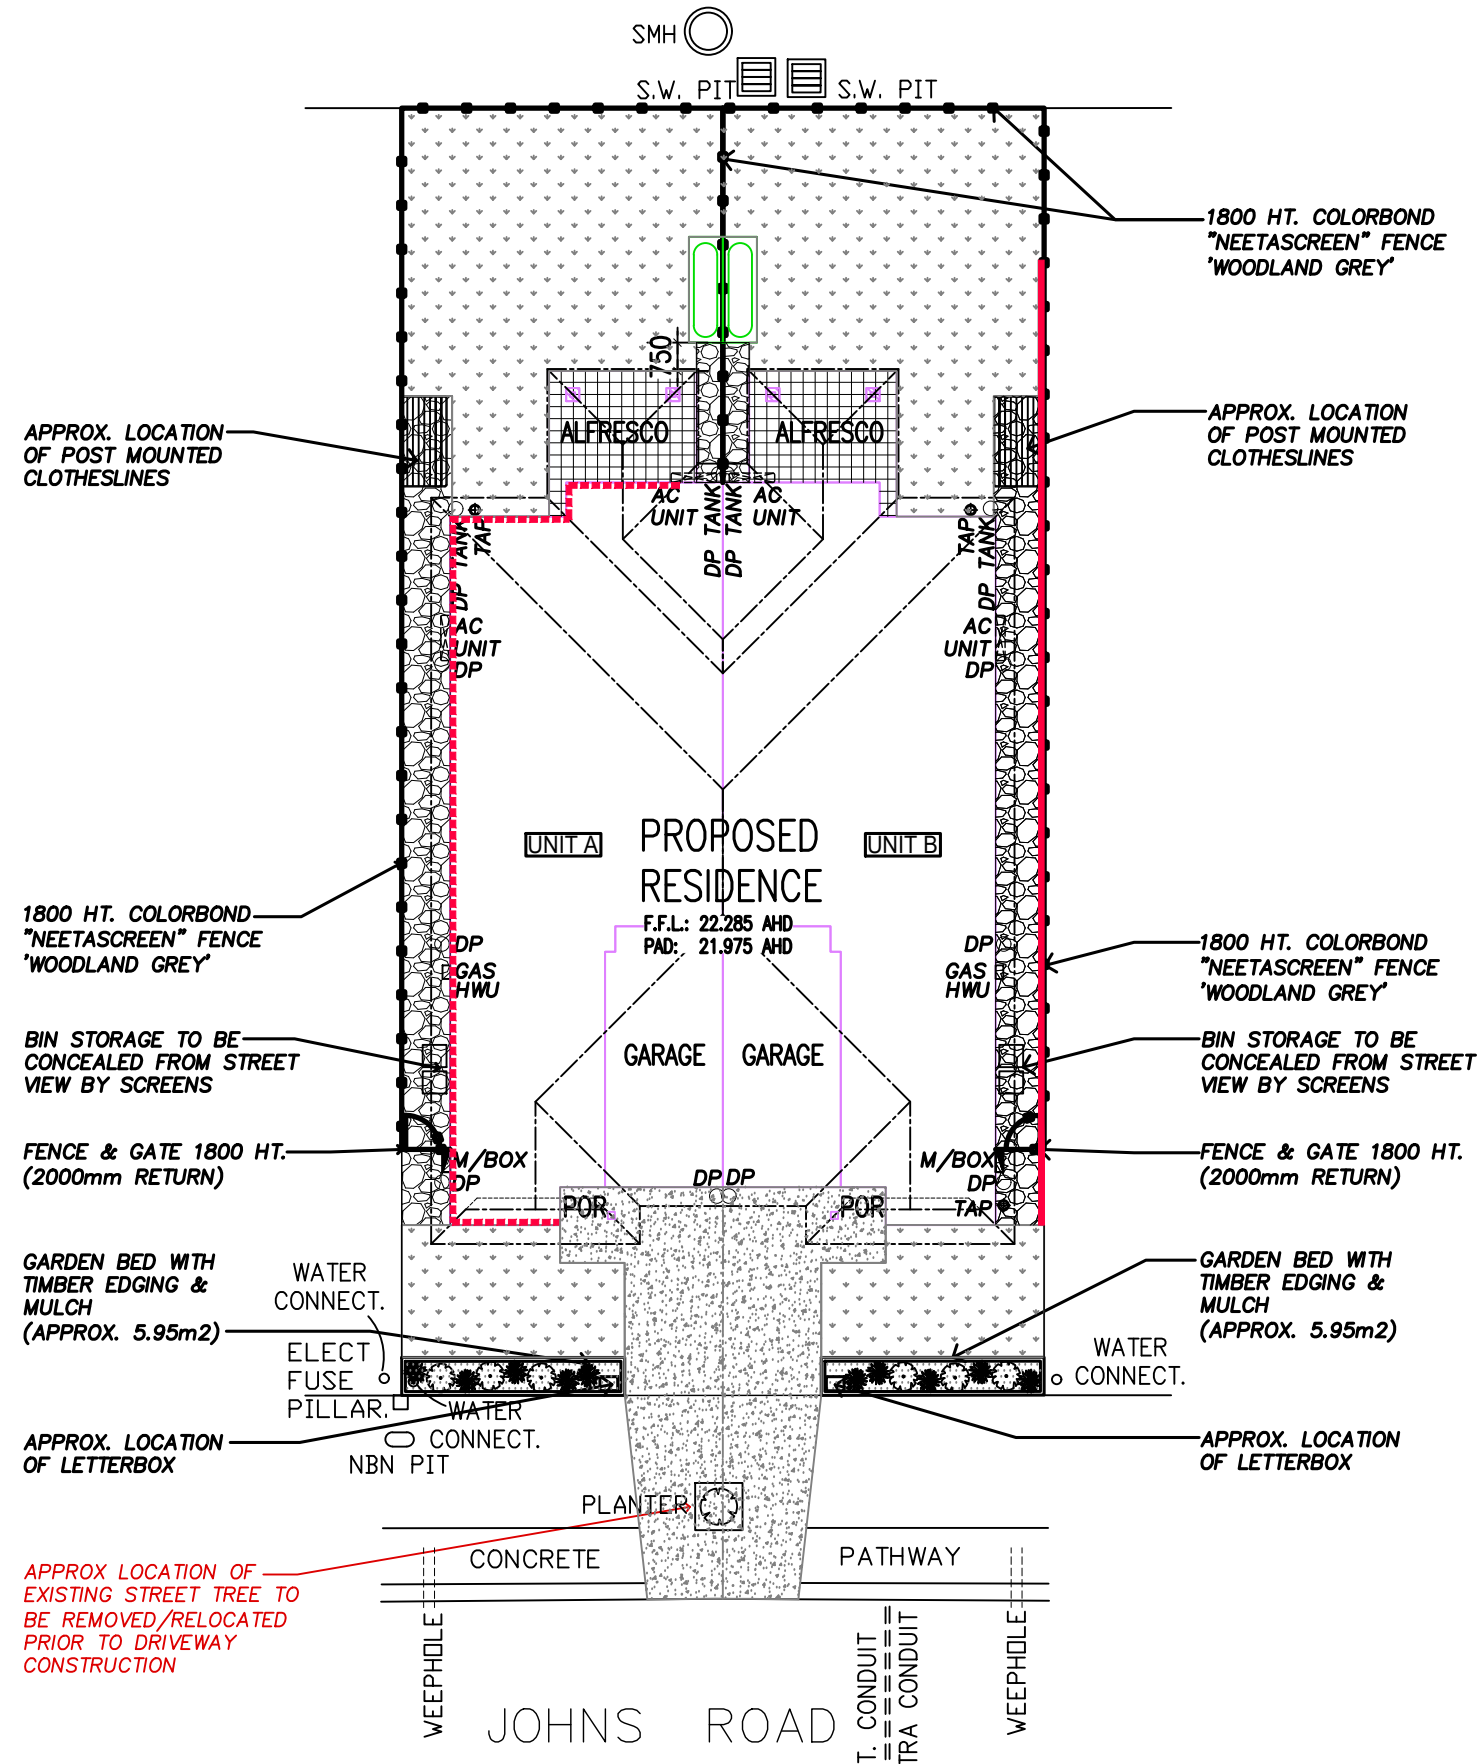 SMH
S.W. PIT
S.W. PIT
1800 HT. COLORBOND
"NEETASCREEN" FENCE
'WOODLAND GREY'
750
APPROX. LOCATION
OF POST MOUNTED
CLOTHESLINES
ALFRESCO
ALFRESCO
APPROX. LOCATION
OF POST MOUNTED
CLOTHESLINES
AC
UNIT
DP TANK
DP TANK
AC
UNIT
DP TANK
TAP
TAP
DP TANK
AC
UNIT
DP
AC
UNIT
DP
UNIT A
PROPOSED
RESIDENCE
UNIT B
F.F.L.: 22.285 AHD
PAD: 21.975 AHD
1800 HT. COLORBOND
"NEETASCREEN" FENCE
'WOODLAND GREY'
DP
GAS
HWU
DP
GAS
HWU
1800 HT. COLORBOND
"NEETASCREEN" FENCE
'WOODLAND GREY'
BIN STORAGE TO BE
CONCEALED FROM STREET
VIEW BY SCREENS
GARAGE
GARAGE
BIN STORAGE TO BE
CONCEALED FROM STREET
VIEW BY SCREENS
FENCE & GATE 1800 HT.
(2000mm RETURN)
M/BOX
DP
DP DP
M/BOX
DP
TAP
FENCE & GATE 1800 HT.
(2000mm RETURN)
POR
POR
GARDEN BED WITH
TIMBER EDGING &
MULCH
(APPROX. 5.95m2)
WATER
CONNECT.
GARDEN BED WITH
TIMBER EDGING &
MULCH
(APPROX. 5.95m2)
ELECT
FUSE
PILLAR.
WATER
CONNECT.
WATER
CONNECT.
APPROX. LOCATION
OF LETTERBOX
NBN PIT
APPROX. LOCATION
OF LETTERBOX
PLANTER
CONCRETE
PATHWAY
APPROX LOCATION OF
EXISTING STREET TREE TO
BE REMOVED/RELOCATED
PRIOR TO DRIVEWAY
CONSTRUCTION
WEEPHOLE
JOHNS ROAD
T. CONDUIT
TRA CONDUIT
WEEPHOLE